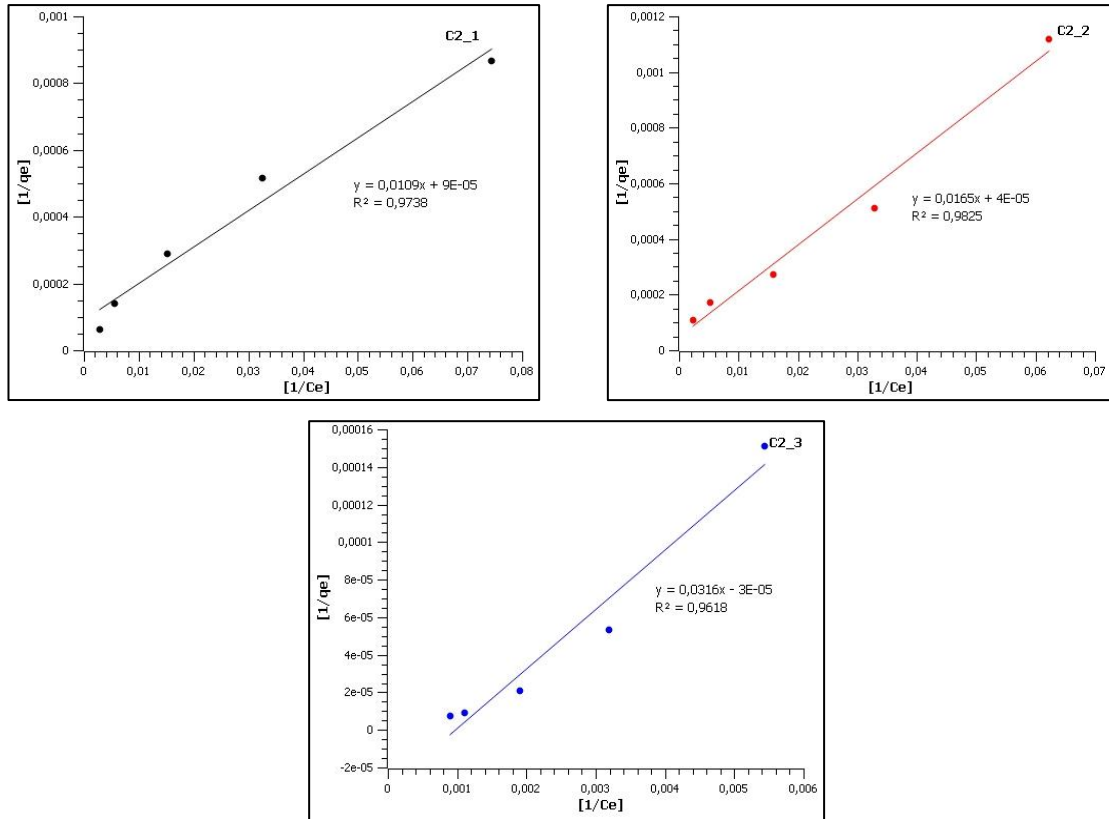 0,001
C2_1
0,0008
0,0006
[1/qe]
y = 0,0109x + 9E-05
R² = 0,9738
0,0004
0,0002
0
0 0,01 0,02 0,03 0,04 0,05 0,06 0,07 0,08
[1/Ce]
0,0012
C2_2
0,001
0,0008
[1/qe]
0,0006
y = 0,0165x + 4E-05
R² = 0,9825
0,0004
0,0002
0
0 0,01 0,02 0,03 0,04 0,05 0,06 0,07
[1/Ce]
0,00016
C2_3
0,00014
0,00012
0,0001
8e-05
[1/qe]
y = 0,0316x - 3E-05
R² = 0,9618
6e-05
4e-05
2e-05
0
-2e-05
0 0,001 0,002 0,003 0,004 0,005 0,006
[1/Ce]